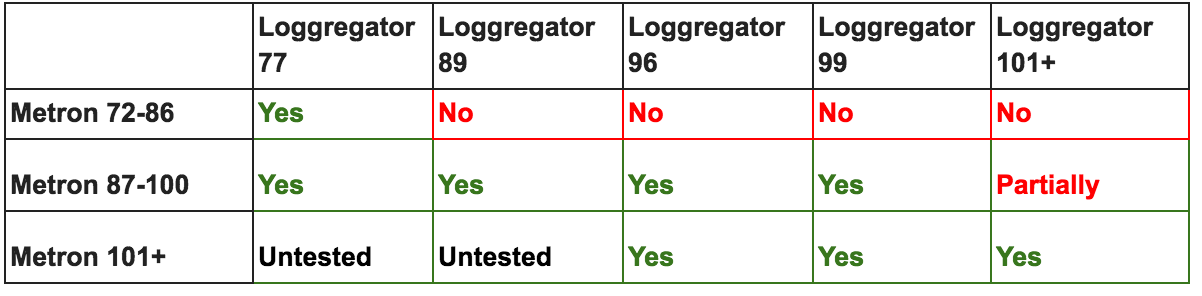 Loggregator 77 Loggregator 89 Loggregator 96 Loggregator 99 Loggregator 101+
Metron 72-86 Yes No No No No
Metron 87-100 Yes Yes Yes Yes Partially
Metron 101+ Untested Untested Yes Yes Yes